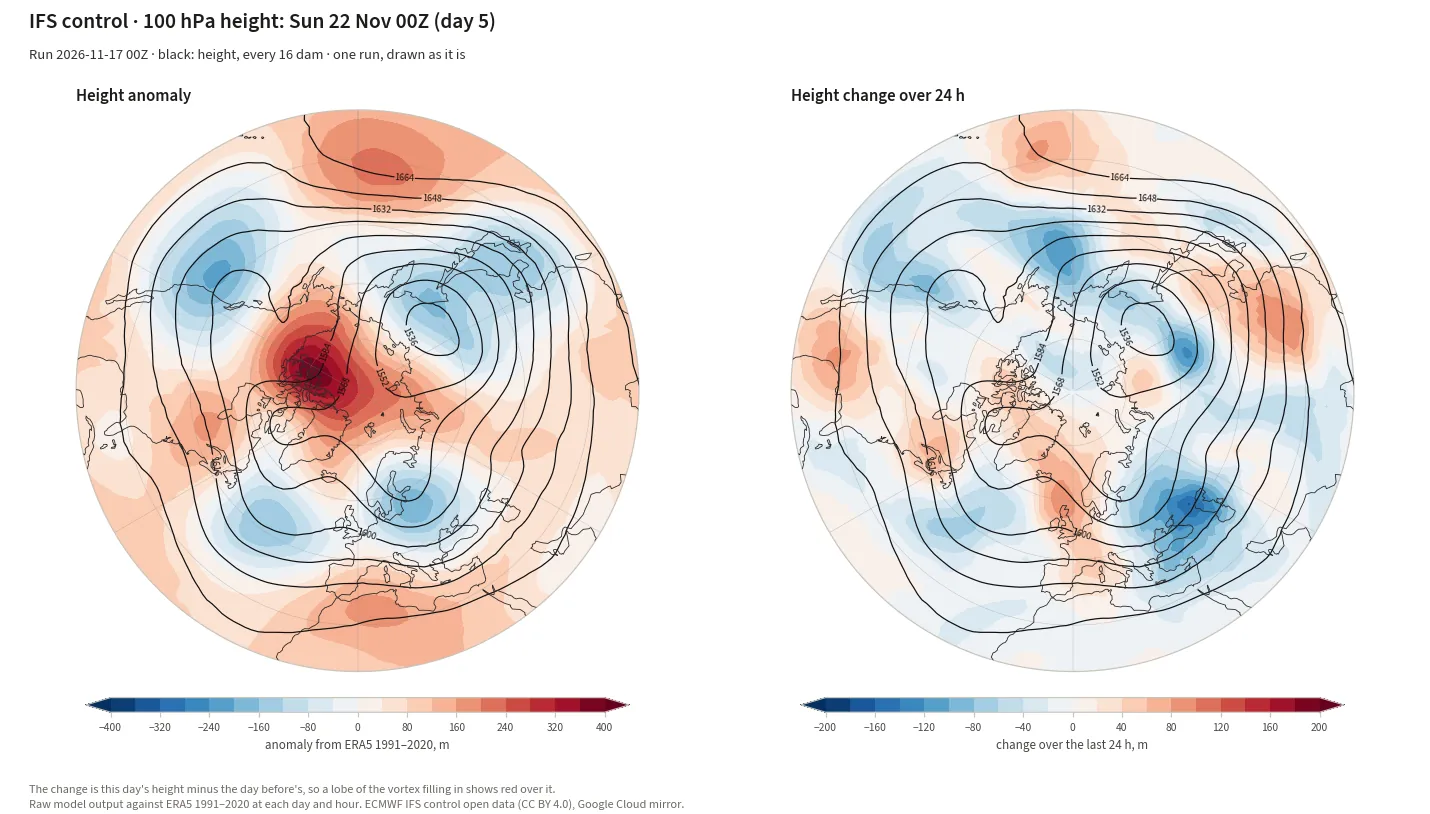 IFS control · 100 hPa height: Sun 22 Nov 00Z (day 5)
Run 2026-11-17 00Z · black: height, every 16 dam · one run, drawn as it is
Height anomaly
Height change over 24 h
1664
1648
1632
1536
1584
1568
1552
1616
1600
1664
1648
1632
1536
1584
1568
1552
1616
1600
−400 −320 −240 −160 −80 0 80 160 240 320 400
anomaly from ERA5 1991–2020, m
−200 −160 −120 −80 −40 0 40 80 120 160 200
change over the last 24 h, m
The change is this day's height minus the day before's, so a lobe of the vortex filling in shows red over it.
Raw model output against ERA5 1991–2020 at each day and hour. ECMWF IFS control open data (CC BY 4.0), Google Cloud mirror.